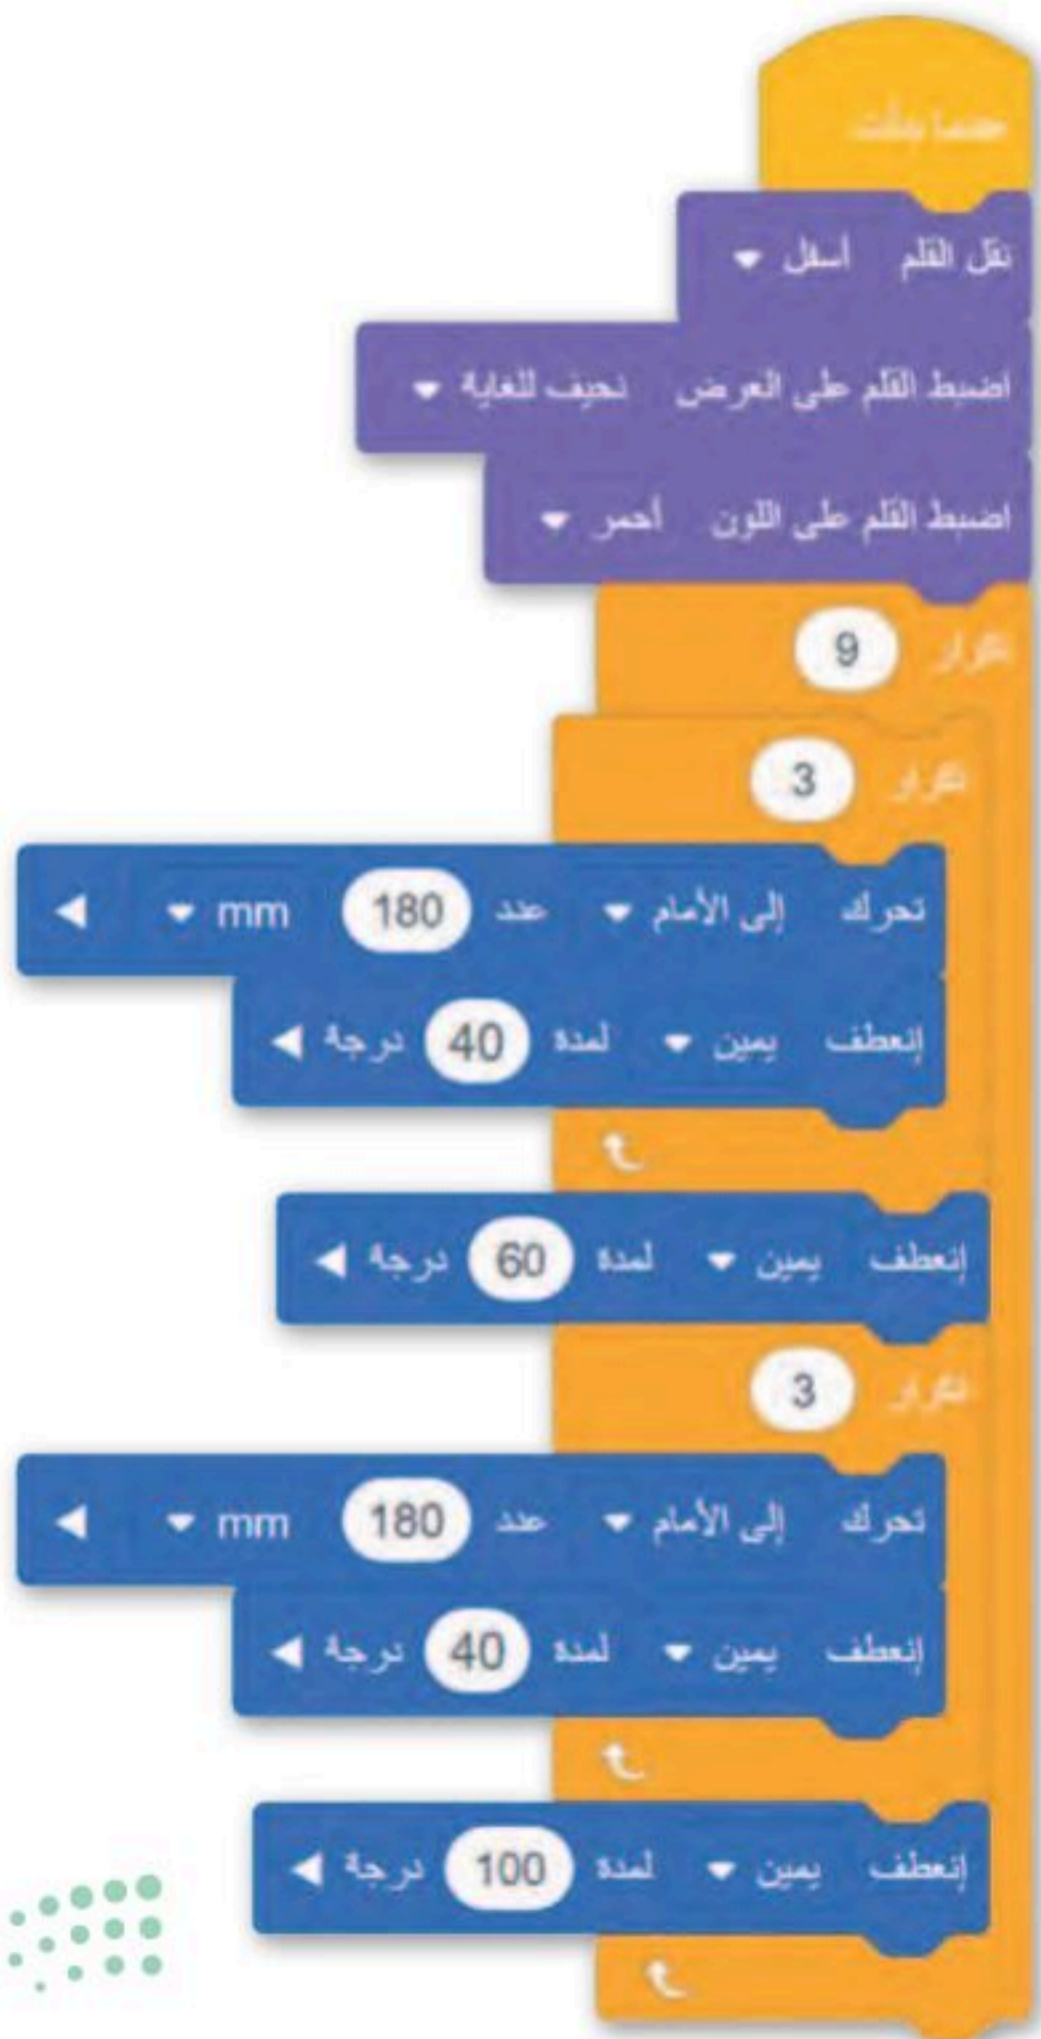 عندما بدأت
نقل القلم أسفل
اضبط القلم على العرض نحيف للغاية
اضبط القلم على اللون أحمر
تكرار 9
تكرار 3
تحرك إلى الأمام عدد 180 mm
إنعطف يمين لمدة 40 درجة
إنعطف يمين لمدة 60 درجة
تكرار 3
تحرك إلى الأمام عدد 180 mm
إنعطف يمين لمدة 40 درجة
إنعطف يمين لمدة 100 درجة